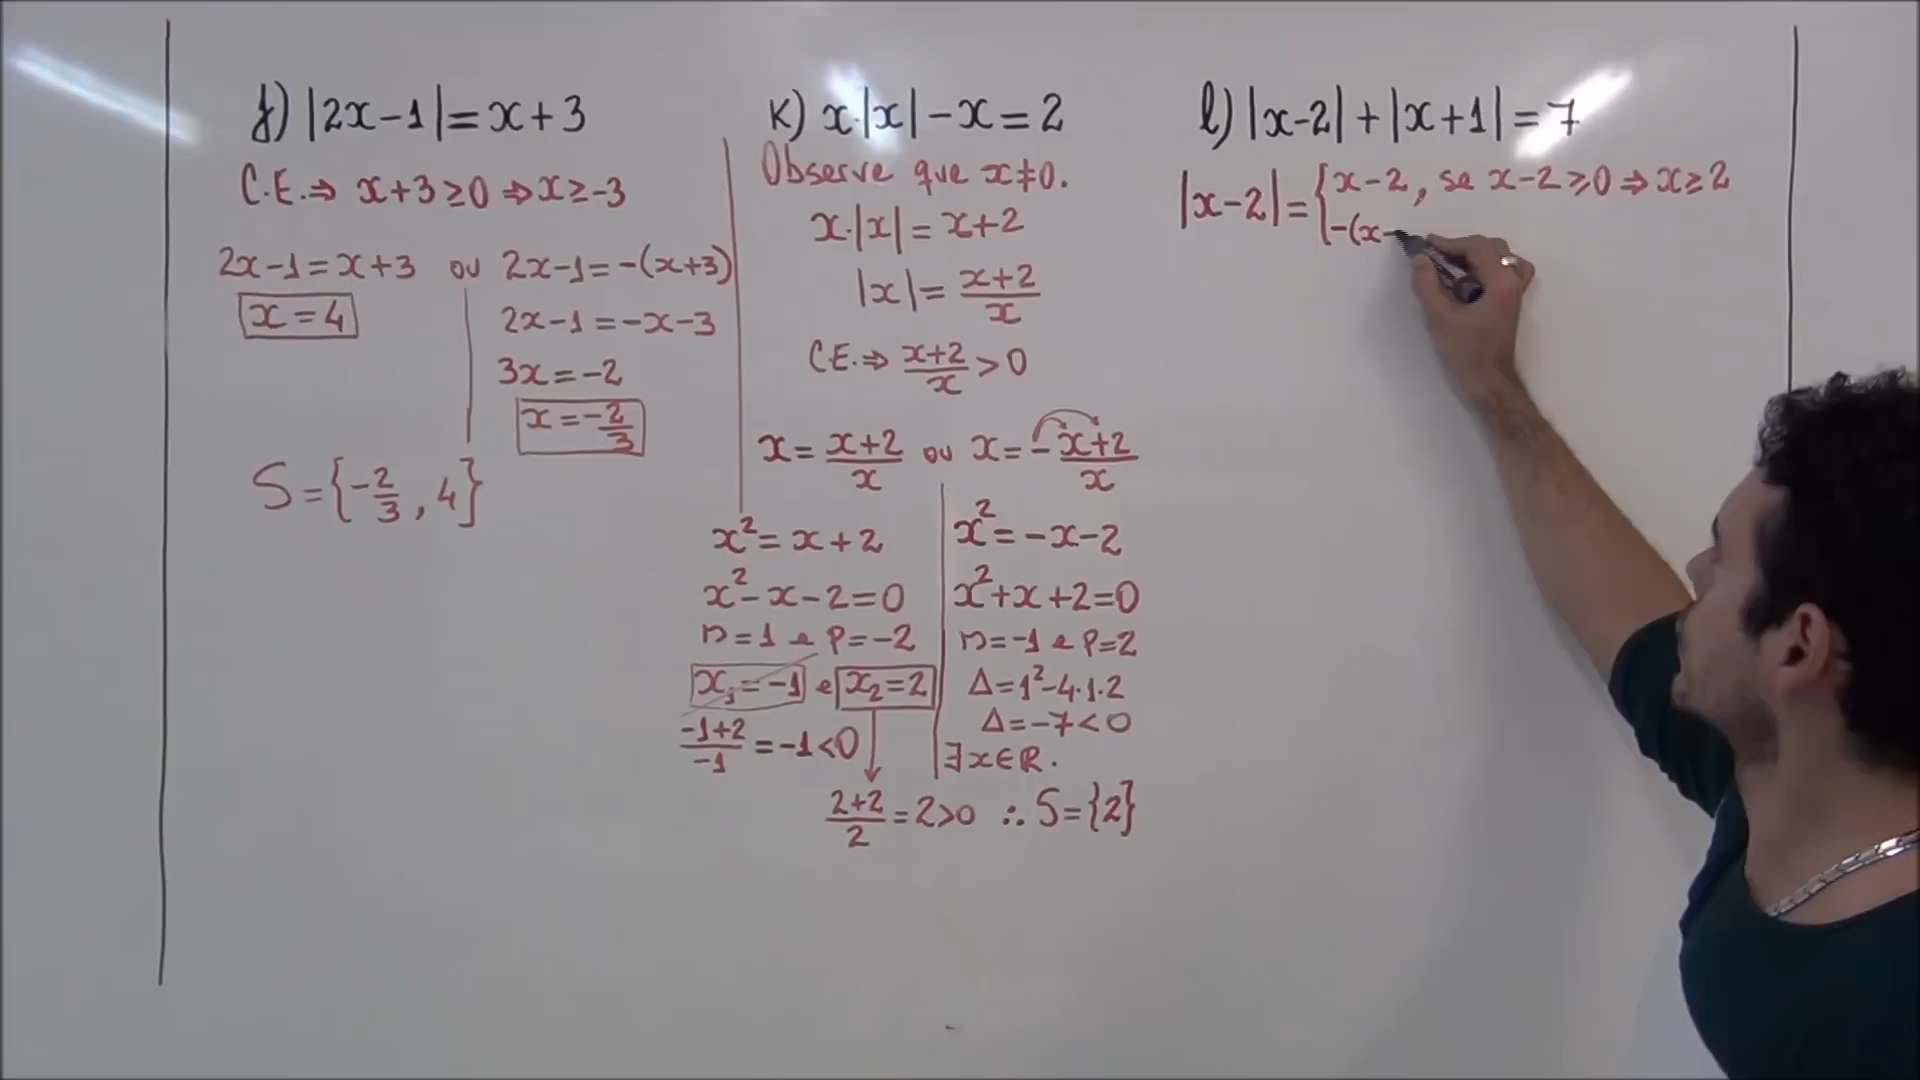 j) |2x-1|=x+3
C.E.⇒ x+3≥0⇒x≥-3
2x-1=x+3 ou 2x-1=-(x+3)
x=4
2x-1=-x-3
3x=-2
x=-2/3
S={-2/3, 4}
K) x·|x|-x=2
Observe que x≠0.
x·|x|=x+2
|x|=x+2/x
C.E.⇒ x+2/x>0
x=x+2/x ou x=-x+2/x
x²=x+2
x²-x-2=0
s=1 e P=-2
x₁=-1 e x₂=2
-1+2/-1=-1<0
x²=-x-2
x²+x+2=0
s=-1 e P=2
Δ=1²-4·1·2
Δ=-7<0
∄x∈R.
2+2/2=2>0 ∴ S={2}
l) |x-2|+|x+1|=7
|x-2|={x-2, se x-2≥0⇒x≥2
-(x-